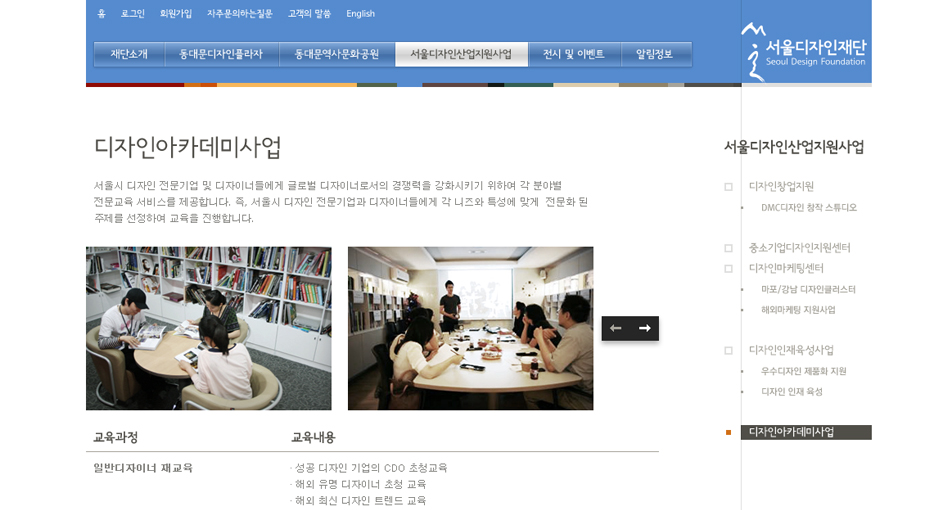 홈 로그인 회원가입 자주문의하는질문 고객의 말씀 English
재단소개 동대문디자인플라자 동대문역사문화공원 서울디자인산업지원사업 전시 및 이벤트 알림정보
서울디자인재단
Seoul Design Foundation
디자인아카데미사업
서울시 디자인 전문기업 및 디자이너들에게 글로벌 디자이너로서의 경쟁력을 강화시키기 위하여 각 분야별
전문교육 서비스를 제공합니다. 즉, 서울시 디자인 전문기업과 디자이너들에게 각 니즈와 특성에 맞게 전문화 된
주제를 선정하여 교육을 진행합니다.
교육과정 교육내용
일반디자이너 재교육
· 성공 디자인 기업의 CDO 초청교육
· 해외 유명 디자이너 초청 교육
· 해외 최신 디자인 트렌드 교육
서울디자인산업지원사업
디자인창업지원
DMC디자인 창작 스튜디오
중소기업디자인지원센터
디자인마케팅센터
마포/강남 디자인클러스터
해외마케팅 지원사업
디자인인재육성사업
우수디자인 제품화 지원
디자인 인재 육성
디자인아카데미사업